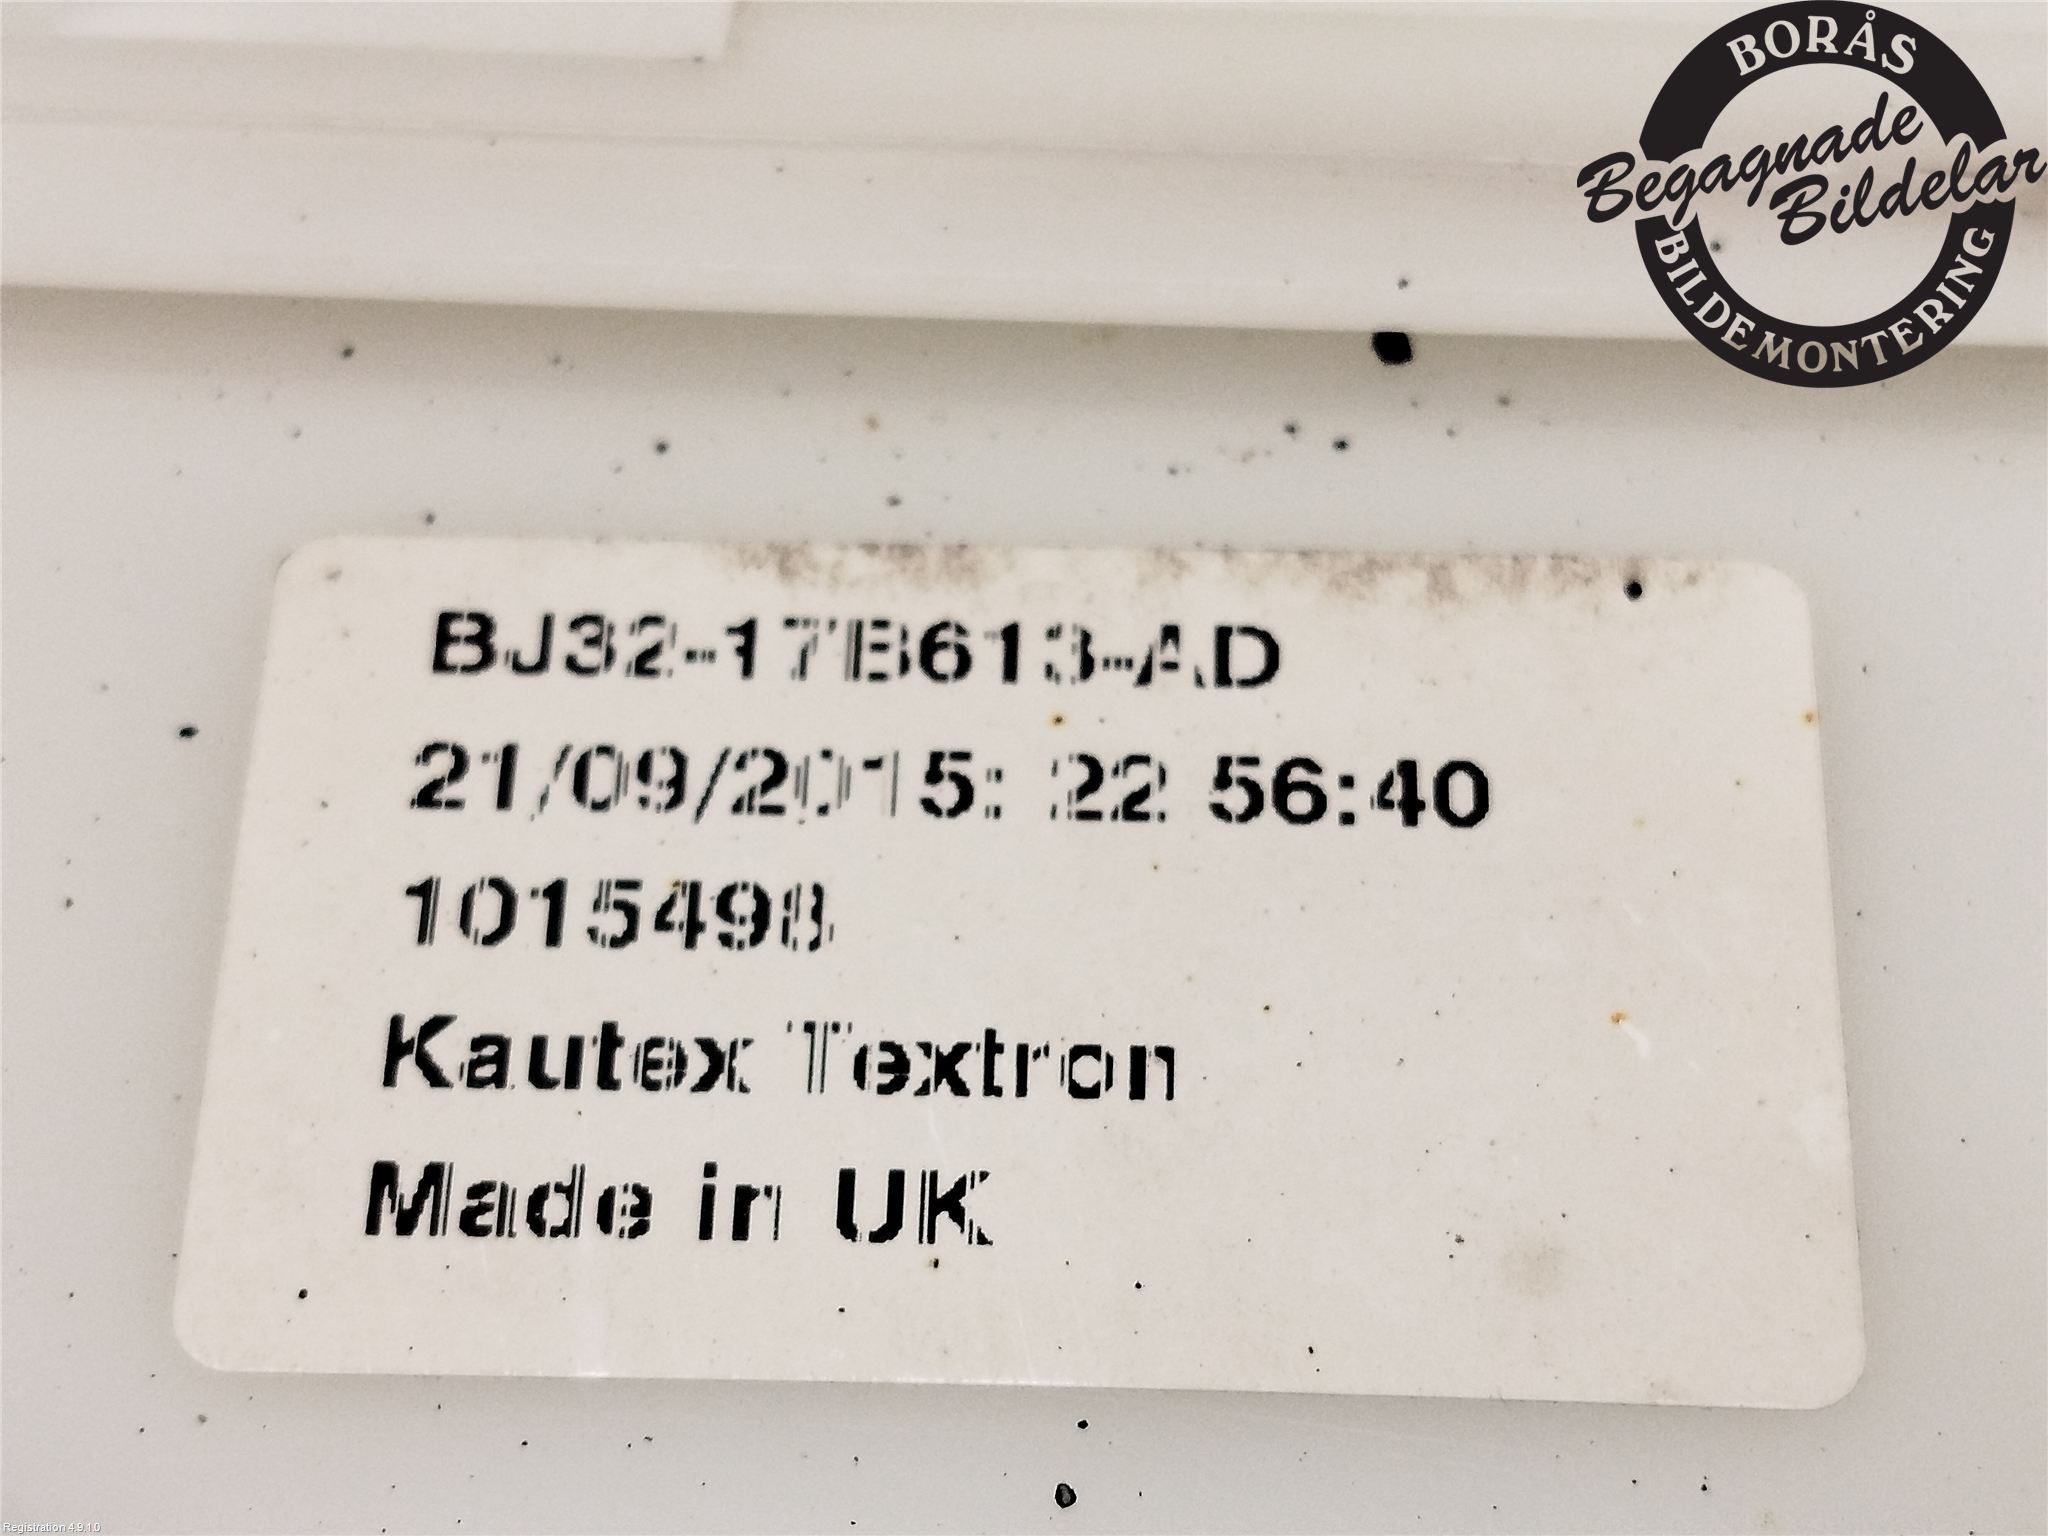 BORÅS
Begagnade
Bildelar
BILDEMONTERING
BJ32-17B613-AD
21/09/2015: 22 56:40
1015498
Kautex Textron
Made in UK
Registration 4.9.1.0